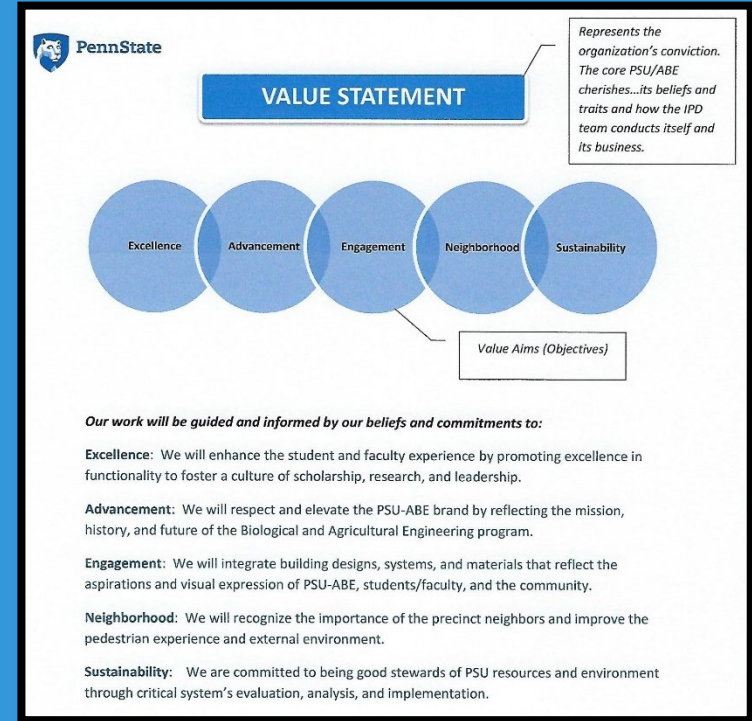 PennState
Represents the
organization's conviction.
The core PSU/ABE
cherishes...its beliefs and
traits and how the IPD
team conducts itself and
its business.
VALUE STATEMENT
Excellence
Advancement
Engagement
Neighborhood
Sustainability
Value Aims (Objectives)
Our work will be guided and informed by our beliefs and commitments to:
Excellence: We will enhance the student and faculty experience by promoting excellence in
functionality to foster a culture of scholarship, research, and leadership.
Advancement: We will respect and elevate the PSU-ABE brand by reflecting the mission,
history, and future of the Biological and Agricultural Engineering program.
Engagement: We will integrate building designs, systems, and materials that reflect the
aspirations and visual expression of PSU-ABE, students/faculty, and the community.
Neighborhood: We will recognize the importance of the precinct neighbors and improve the
pedestrian experience and external environment.
Sustainability: We are committed to being good stewards of PSU resources and environment
through critical system's evaluation, analysis, and implementation.